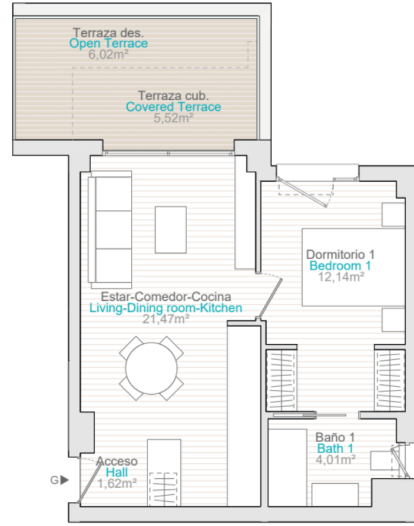 Terraza des.
Open Terrace
6,02m²
Terraza cub.
Covered Terrace
5,52m²
Dormitorio 1
Bedroom 1
12,14m²
Estar-Comedor-Cocina
Living-Dining room-Kitchen
21,47m²
Baño 1
Bath 1
4,01m²
Acceso
Hall
1,62m²
G